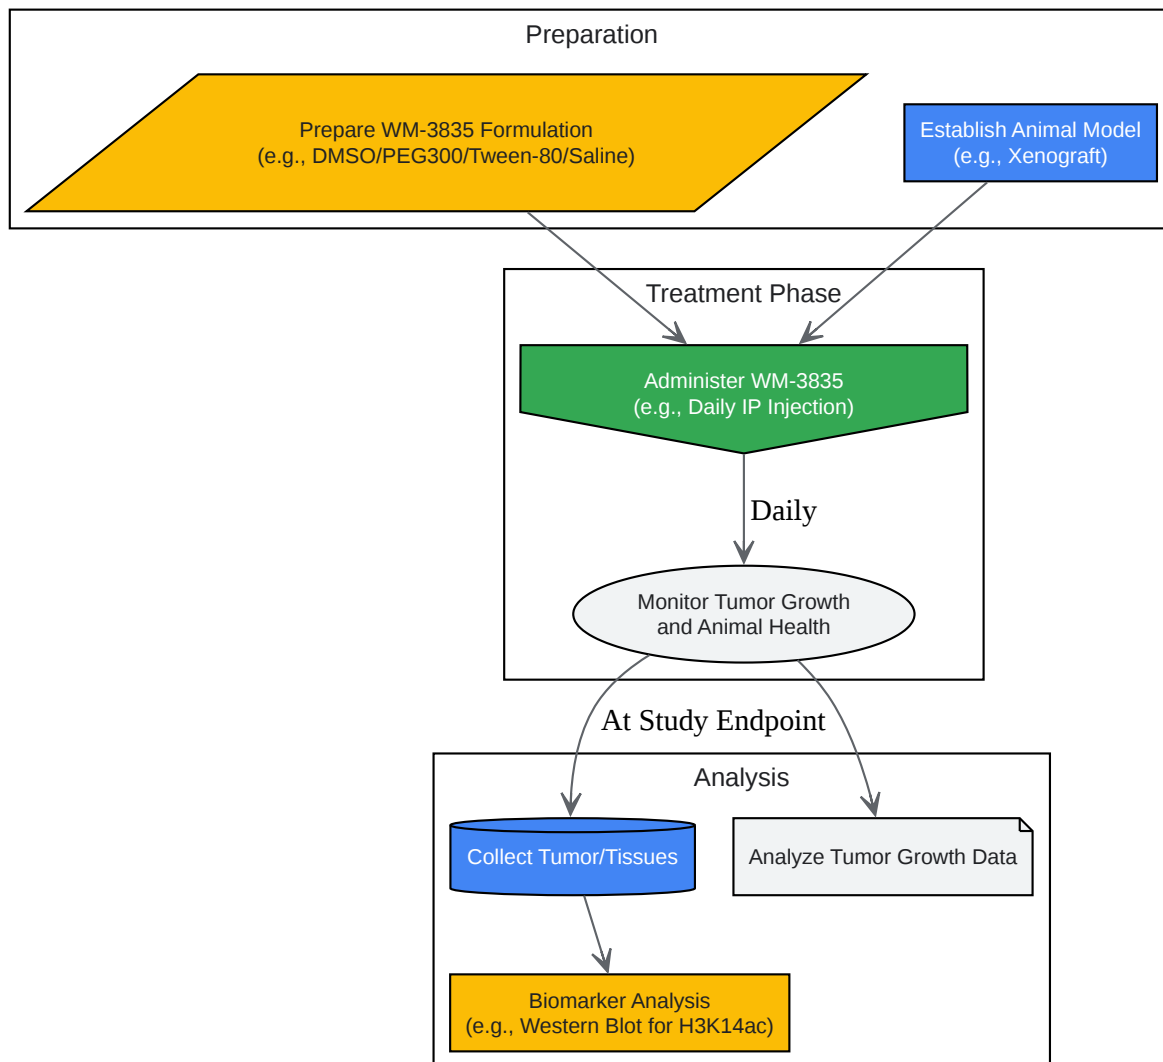 Preparation
Prepare WM-3835 Formulation
(e.g., DMSO/PEG300/Tween-80/Saline)
Establish Animal Model
(e.g., Xenograft)
Treatment Phase
Administer WM-3835
(e.g., Daily IP Injection)
Daily
Monitor Tumor Growth
and Animal Health
At Study Endpoint
Analysis
Collect Tumor/Tissues
Analyze Tumor Growth Data
Biomarker Analysis
(e.g., Western Blot for H3K14ac)